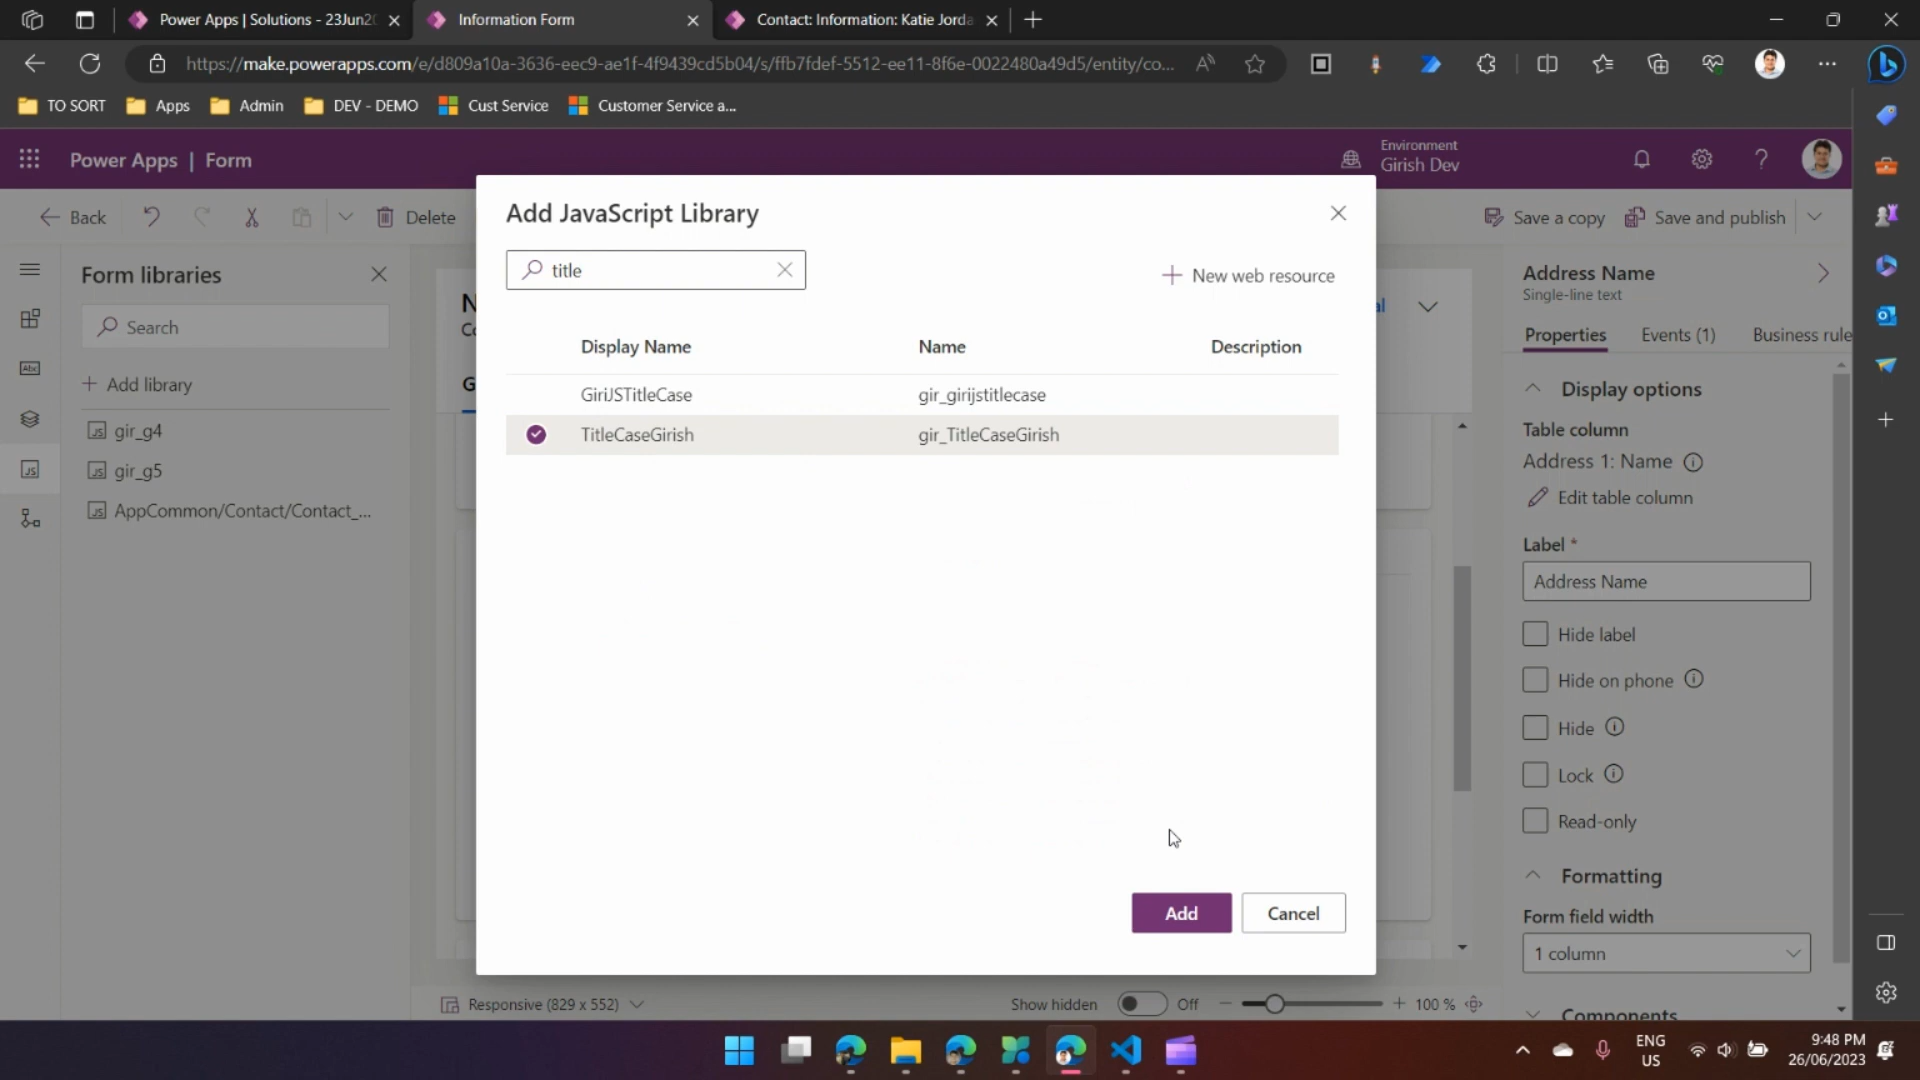 Power Apps | Solutions - 23Jun20
Information Form
Contact: Information: Katie Jorda
https://make.powerapps.com/e/d809a10a-3636-eec9-ae1f-4f9439cd5b04/s/ffb7fdef-5512-ee11-8f6e-0022480a49d5/entity/co...
TO SORT
Apps
Admin
DEV - DEMO
Cust Service
Customer Service a...
Power Apps | Form
Environment
Girish Dev
Back
Delete
Save a copy
Save and publish
Form libraries
Search
Add library
gir_g4
gir_g5
AppCommon/Contact/Contact_...
Add JavaScript Library
title
New web resource
Display Name Name Description
GiriJSTitleCase gir_girijstitlecase
TitleCaseGirish gir_TitleCaseGirish
Add Cancel
Address Name
Single-line text
Properties Events (1) Business rule
Display options
Table column
Address 1: Name
Edit table column
Label *
Address Name
Hide label
Hide on phone
Hide
Lock
Read-only
Formatting
Form field width
1 column
Components
Responsive (829 x 552)
Show hidden Off
100 %
ENG
US
9:48 PM
26/06/2023